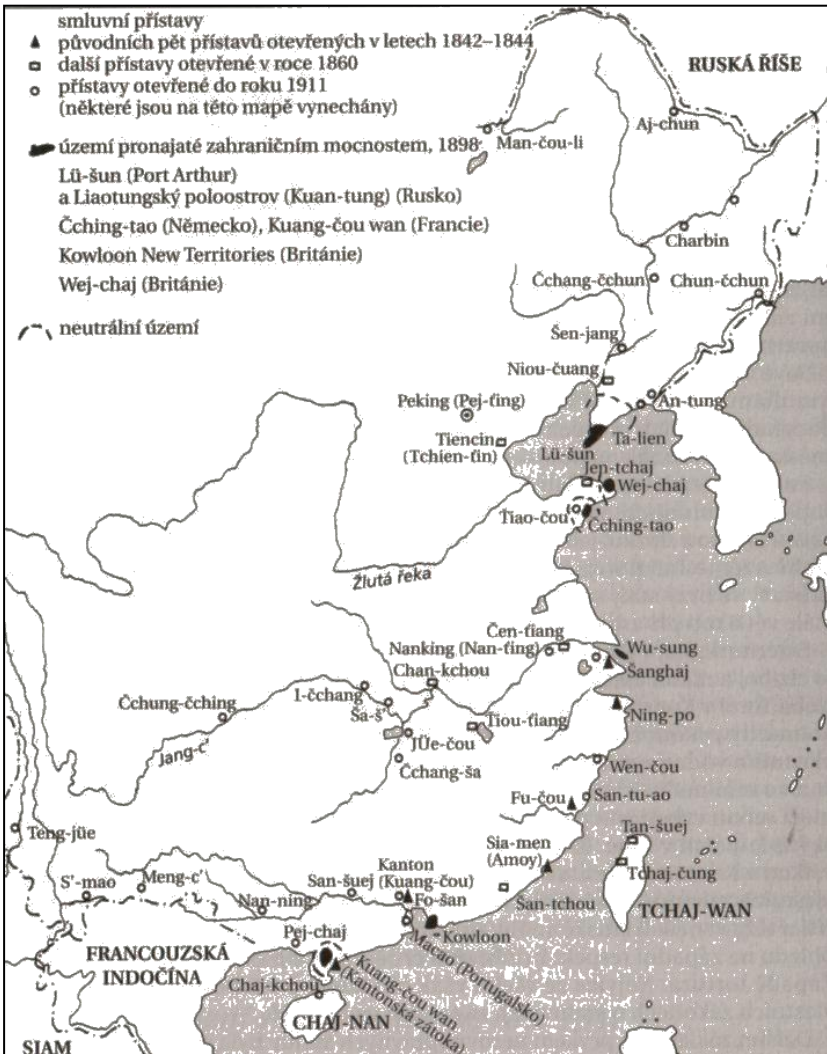 smluvní přístavy
původních pět přístavů otevřených v letech 1842–1844
další přístavy otevřené v roce 1860
přístavy otevřené do roku 1911
(některé jsou na této mapě vynechány)
území pronajaté zahraničním mocnostem, 1898
Lü-šun (Port Arthur)
a Liaotungský poloostrov (Kuan-tung) (Rusko)
Čching-tao (Německo), Kuang-čou wan (Francie)
Kowloon New Territories (Británie)
Wej-chaj (Británie)
neutrální území
RUSKÁ ŘÍŠE
Man-čou-li
Aj-chun
Charbin
Čchang-čchun
Chun-čchun
Šen-jang
Niou-čuang
Peking (Pej-ťing)
An-tung
Tiencin
(Tchien-ťin)
Ta-lien
Lü-šun
Jen-tchaj
Wej-chaj
Ťiao-čou
Čching-tao
Žlutá řeka
Čen-ťiang
Nanking (Nan-ťing)
Wu-sung
Chan-kchou
Šanghaj
I-čchang
Čchung-čching
Ša-š'
Ning-po
Ťiou-ťiang
JÜe-čou
Jang-c'
Čchang-ša
Wen-čou
Fu-čou
San-tu-ao
Tan-šuej
Teng-jüe
Sia-men
(Amoy)
Tchaj-čung
Kanton
(Kuang-čou)
S'-mao
Meng-c'
San-šuej
Fo-šan
Nan-ning
San-tchou
TCHAJ-WAN
Kowloon
Pej-chaj
Macao (Portugalsko)
FRANCOUZSKÁ
INDOČÍNA
Kuang-čou wan
(Kantonská zátoka)
Chaj-kchou
CHAJ-NAN
SIAM